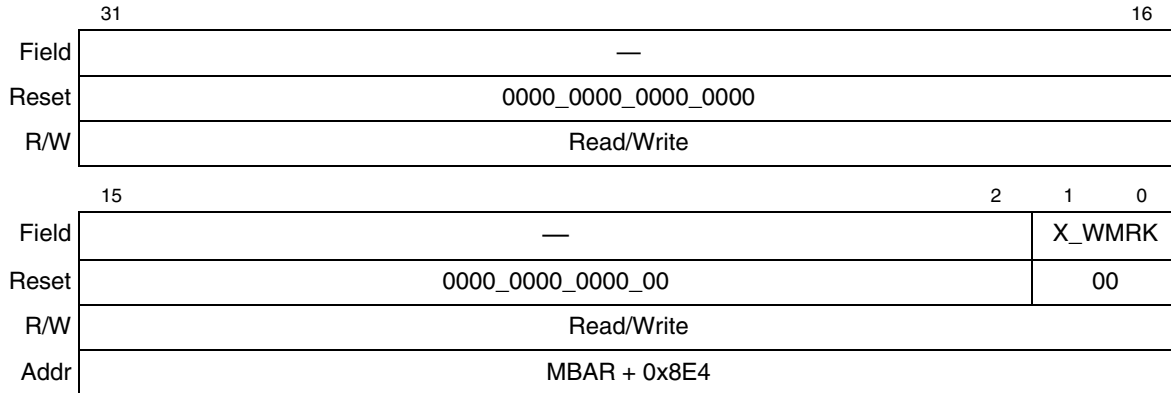 31 16
Field —
Reset 0000_0000_0000_0000
R/W Read/Write
15 2 1 0
Field — X_WMRK
Reset 0000_0000_0000_00 00
R/W Read/Write
Addr MBAR + 0x8E4